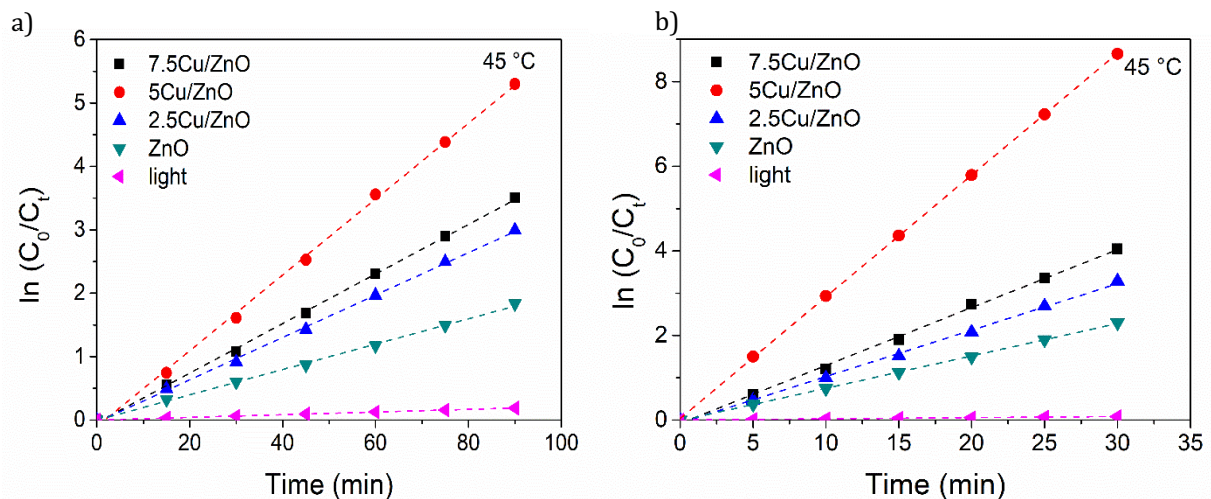 a)
45 °C
7.5Cu/ZnO
5Cu/ZnO
2.5Cu/ZnO
ZnO
light
6
5
4
3
2
1
0
ln (C₀/Cₜ)
0 20 40 60 80 100
Time (min)
b)
45 °C
7.5Cu/ZnO
5Cu/ZnO
2.5Cu/ZnO
ZnO
light
8
6
4
2
0
ln (C₀/Cₜ)
0 5 10 15 20 25 30 35
Time (min)